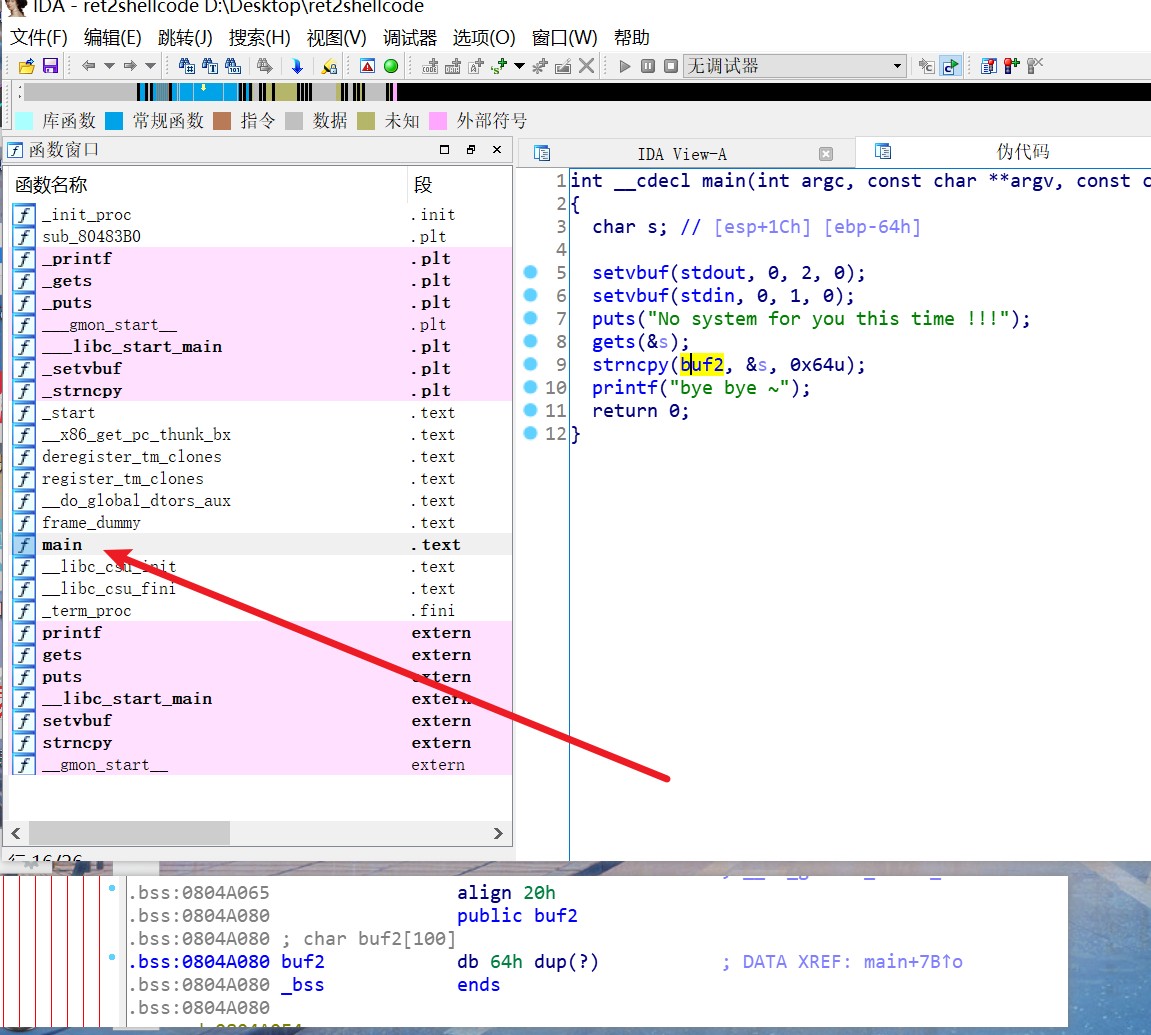 IDA - ret2shellcode D:\Desktop\ret2shellcode
文件(F) 编辑(E) 跳转(J) 搜索(H) 视图(V) 调试器 选项(O) 窗口(W) 帮助
无调试器
库函数 常规函数 指令 数据 未知 外部符号
函数窗口
函数名称 段
_init_proc .init
sub_80483B0 .plt
_printf .plt
_gets .plt
_puts .plt
___gmon_start__ .plt
___libc_start_main .plt
_setvbuf .plt
_strncpy .plt
_start .text
__x86_get_pc_thunk_bx .text
deregister_tm_clones .text
register_tm_clones .text
__do_global_dtors_aux .text
frame_dummy .text
main .text
__libc_csu_init .text
__libc_csu_fini .text
_term_proc .fini
printf extern
gets extern
puts extern
__libc_start_main extern
setvbuf extern
strncpy extern
__gmon_start__ extern
行 16/26
IDA View-A 伪代码
1 int __cdecl main(int argc, const char **argv, const c
2 {
3 char s; // [esp+1Ch] [ebp-64h]
4
5 setvbuf(stdout, 0, 2, 0);
6 setvbuf(stdin, 0, 1, 0);
7 puts("No system for you this time !!!");
8 gets(&s);
9 strncpy(buf2, &s, 0x64u);
10 printf("bye bye ~");
11 return 0;
12 }
.bss:0804A065 align 20h
.bss:0804A080 public buf2
.bss:0804A080 ; char buf2[100]
.bss:0804A080 buf2 db 64h dup(?) ; DATA XREF: main+7B↑o
.bss:0804A080 _bss ends
.bss:0804A080